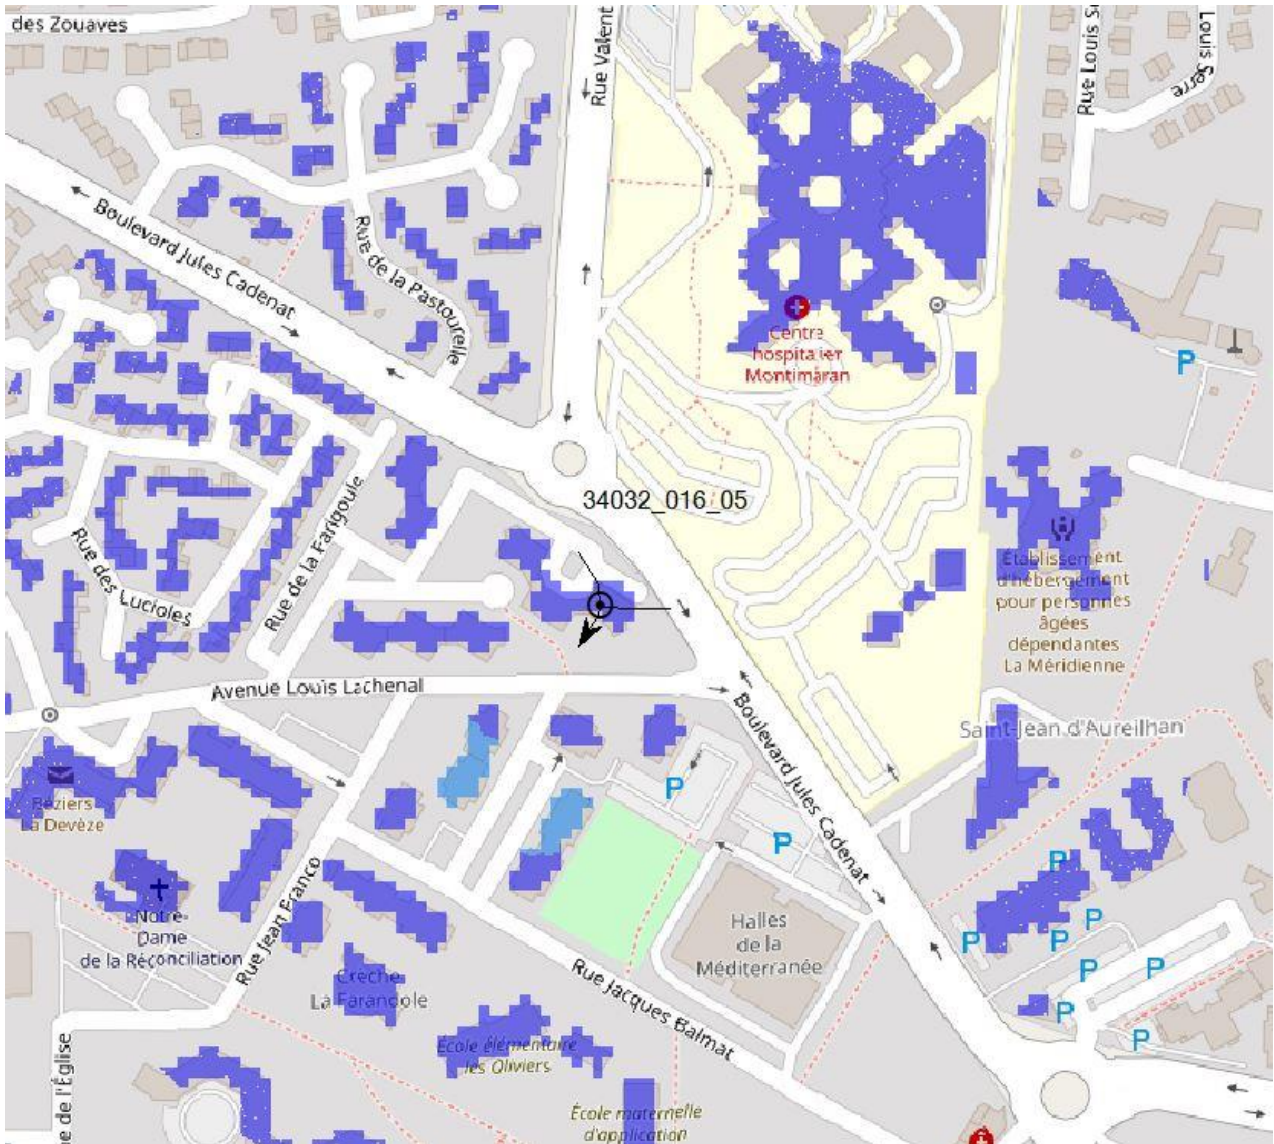 des Zouaves
Rue Valent
Rue Louis S
Louis Serre
Boulevard Jules Cadenat
Rue de la Pastourelle
Centre
hospitalier
Montimaran
P
34032_016_05
Rue de la Farigoule
Rue des Lucioles
Établissement
d'hébergement
pour personnes
âgées
dépendantes
La Méridienne
Avenue Louis Lachenal
Saint-Jean d'Aureilhan
Boulevard Jules Cadenat
P
P
Béziers
La Devèze
P
Notre-
Dame
de la Réconciliation
Rue Jean Franco
Halles
de la
Méditerranée
P
P
P
P
P
P
P
Crèche
La Farandole
Rue Jacques Balmat
École élémentaire
les Oliviers
École maternelle
d'application
e de l'Église